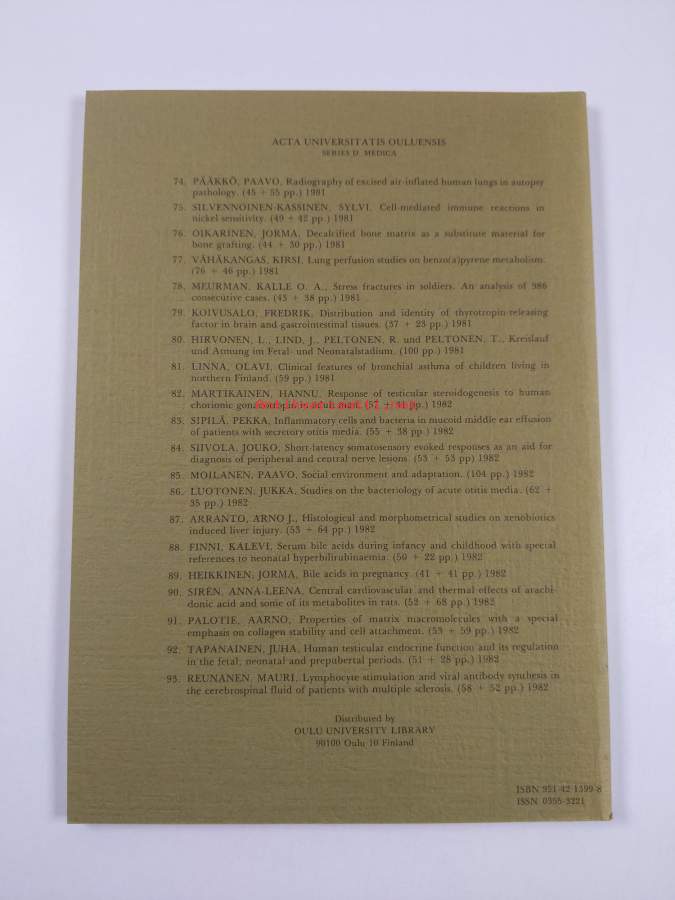 ACTA UNIVERSITATIS OULUENSIS
SERIES D MEDICA
74. PÄÄKKÖ, PAAVO, Radiography of excised air-inflated human lungs in autopsy
pathology. (45 + 55 pp.) 1981
75. SILVENNOINEN-KASSINEN, SYLVI, Cell-mediated immune reactions in
nickel sensitivity. (49 + 42 pp.) 1981
76. OIKARINEN, JORMA, Decalcified bone matrix as a substitute material for
bone grafting. (44 + 30 pp.) 1981
77. VÄHÄKANGAS, KIRSI, Lung perfusion studies on benzo(a)pyrene metabolism.
(76 + 46 pp.) 1981
78. MEURMAN, KALLE O. A., Stress fractures in soldiers. An analysis of 986
consecutive cases. (43 + 38 pp.) 1981
79. KOIVUSALO, FREDRIK, Distribution and identity of thyrotropin-releasing
factor in brain and gastrointestinal tissues. (37 + 23 pp.) 1981
80. HIRVONEN, L., LIND, J., PELTONEN, R. und PELTONEN, T., Kreislauf
und Atmung im Fetal- und Neonatalstadium. (100 pp.) 1981
81. LINNA, OLAVI, Clinical features of bronchial asthma of children living in
northern Finland. (59 pp.) 1981
82. MARTIKAINEN, HANNU, Response of testicular steroidogenesis to human
chorionic gonadotropin in adult men. pp.) 1982
83. SIPILÄ, PEKKA, Inflammatory cells and bacteria in mucoid middle ear effusion
of patients with secretory otitis media. (55 + 38 pp.) 1982
84. SIIVOLA, JOUKO, Short-latency somatosensory evoked responses as an aid for
diagnosis of peripheral and central nerve lesions. (53 + 53 pp) 1982
85. MOILANEN, PAAVO, Social environment and adaptation. (104 pp.) 1982
86. LUOTONEN, JUKKA, Studies on the bacteriology of acute otitis media. (62 +
35 pp.) 1982
87. ARRANTO, ARNO J., Histological and morphometrical studies on xenobiotics
induced liver injury. (53 + 64 pp.) 1982
88. FINNI, KALEVI, Serum bile acids during infancy and childhood with special
references to neonatal hyperbilirubinaemia. (50 + 22 pp.) 1982
89. HEIKKINEN, JORMA, Bile acids in pregnancy. (41 + 41 pp.) 1982
90. SIRÉN, ANNA-LEENA, Central cardiovascular and thermal effects of arachi-
donic acid and some of its metabolites in rats. (52 + 68 pp.) 1982
91. PALOTIE, AARNO, Properties of matrix macromolecules with a special
emphasis on collagen stability and cell attachment. (53 + 59 pp.) 1982
92. TAPANAINEN, JUHA, Human testicular endocrine function and its regulation
in the fetal, neonatal and prepubertal periods. (51 + 28 pp.) 1982
93. REUNANEN, MAURI, Lymphocyte stimulation and viral antibody synthesis in
the cerebrospinal fluid of patients with multiple sclerosis. (58 + 52 pp.) 1982
Distributed by
OULU UNIVERSITY LIBRARY
90100 Oulu 10 Finland
ISBN 951-42-1399-8
ISSN 0355-3221